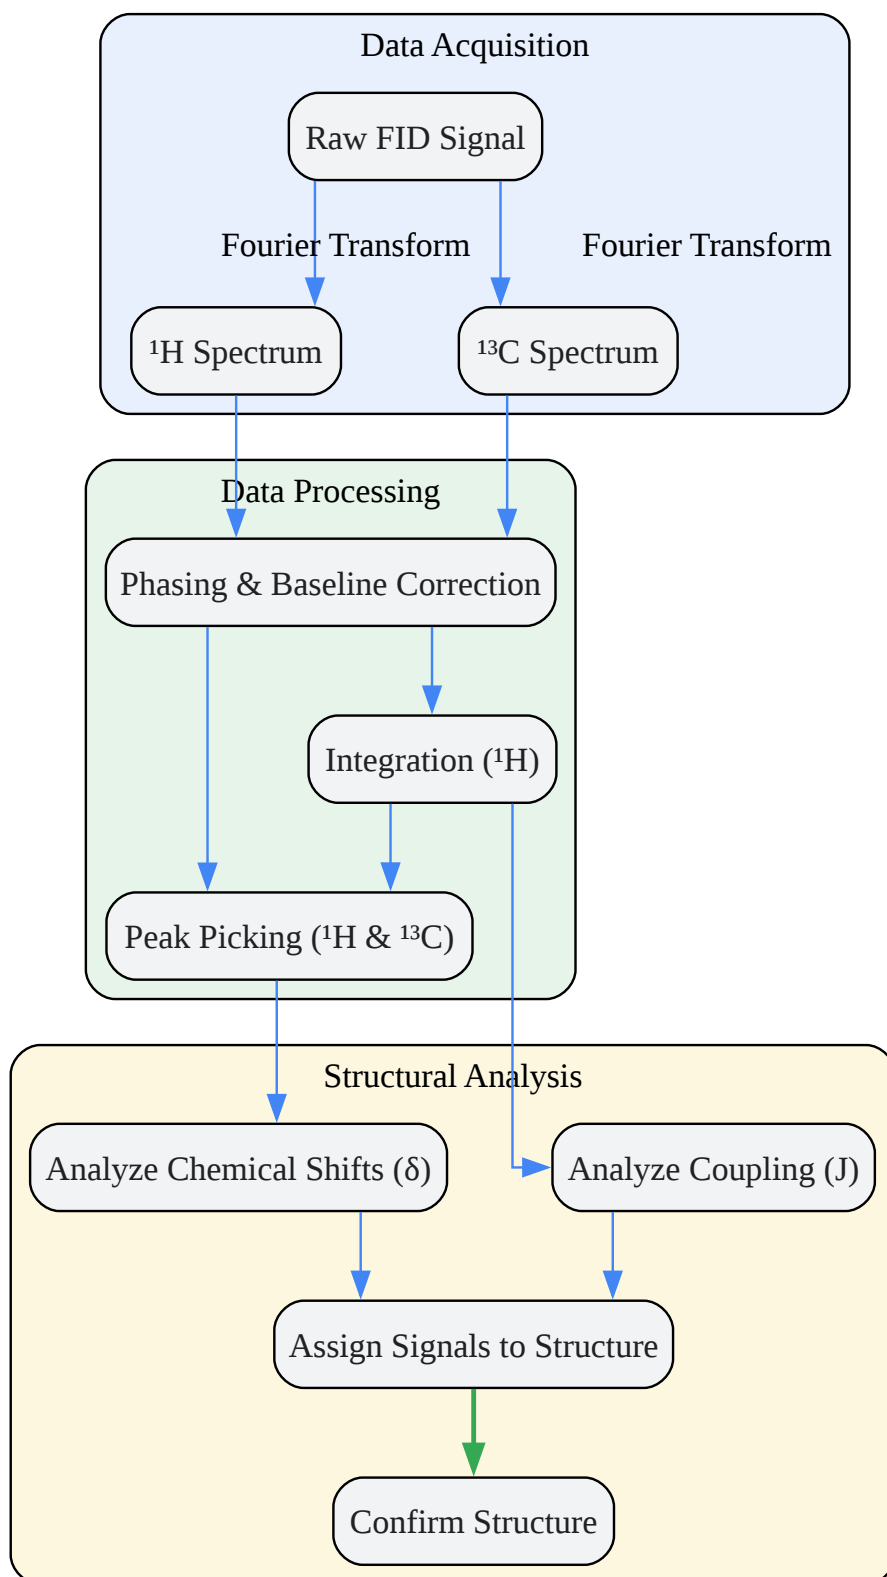 Data Acquisition
Raw FID Signal
Fourier Transform
Fourier Transform
¹H Spectrum
¹³C Spectrum
Data Processing
Phasing & Baseline Correction
Integration (¹H)
Peak Picking (¹H & ¹³C)
Structural Analysis
Analyze Chemical Shifts (δ)
Analyze Coupling (J)
Assign Signals to Structure
Confirm Structure